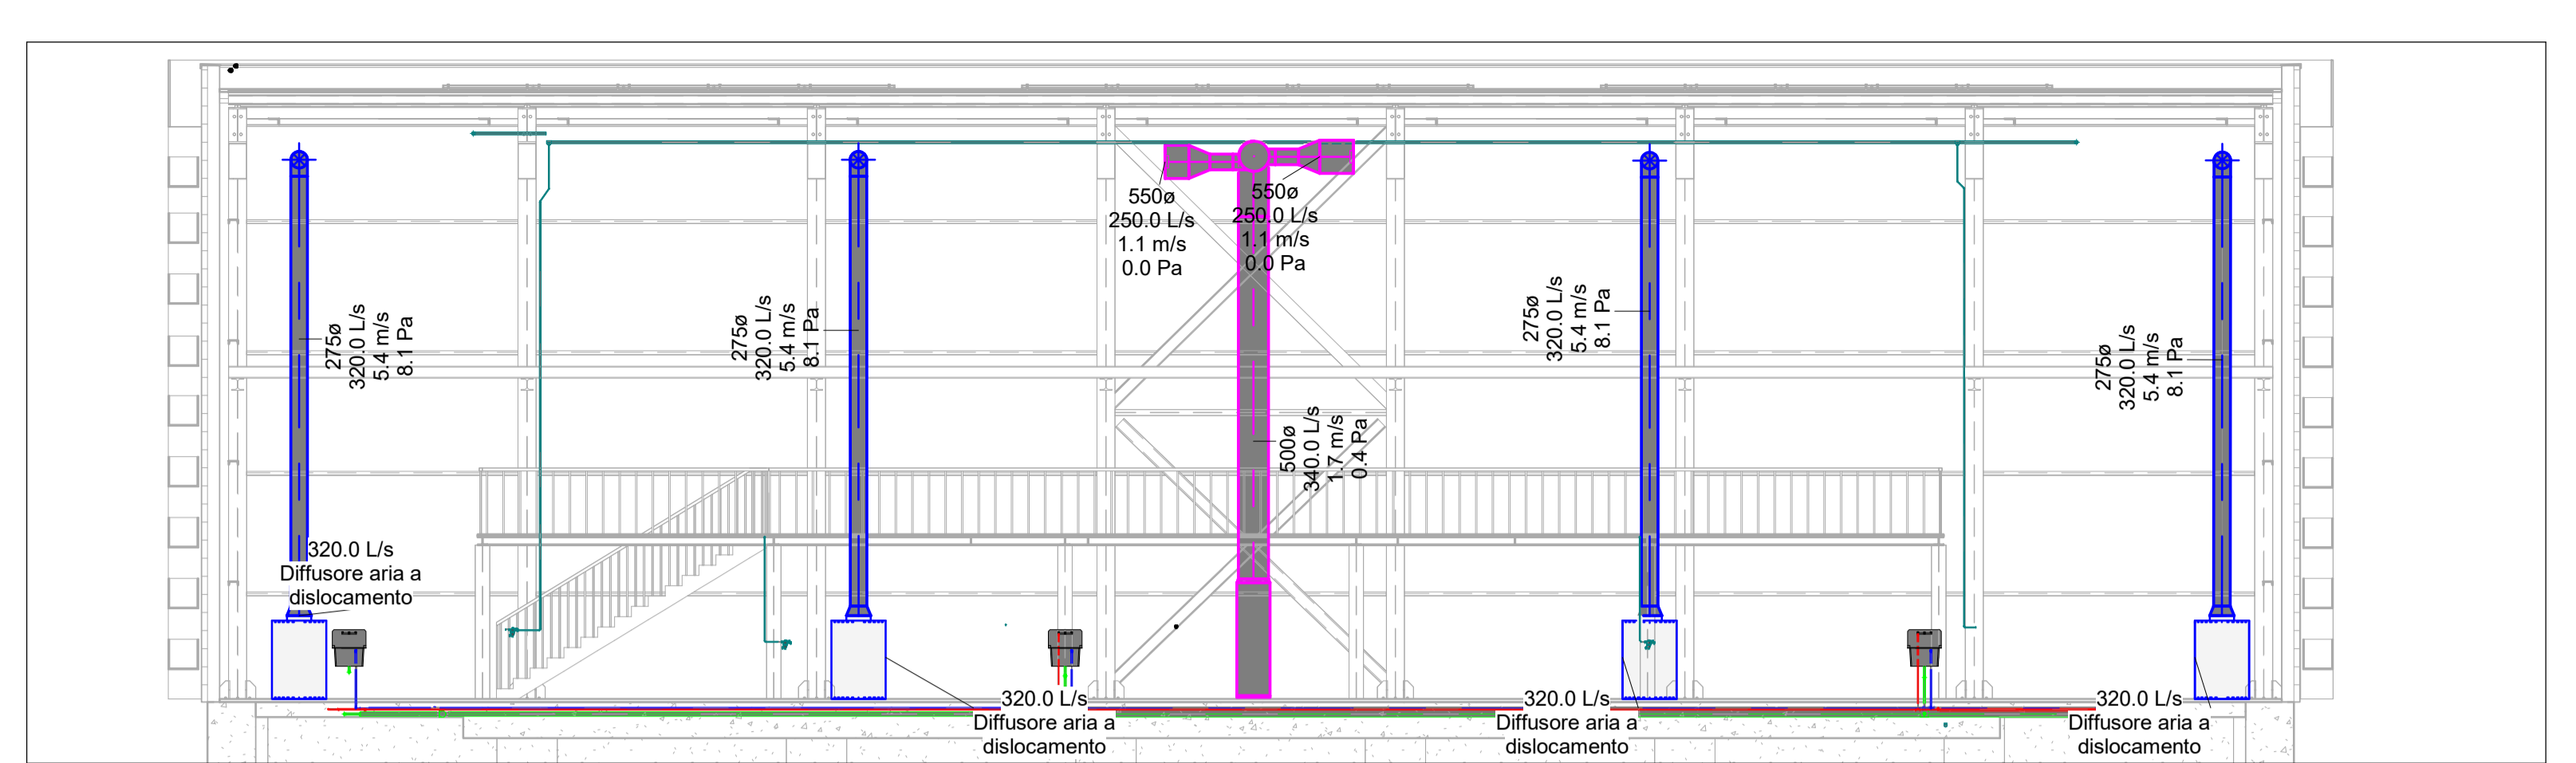 550ø
250.0 L/s
1.1 m/s
0.0 Pa
550ø
250.0 L/s
1.1 m/s
0.0 Pa
275ø
320.0 L/s
5.4 m/s
8.1 Pa
275ø
320.0 L/s
5.4 m/s
8.1 Pa
275ø
320.0 L/s
5.4 m/s
8.1 Pa
275ø
320.0 L/s
5.4 m/s
8.1 Pa
500ø
340.0 L/s
1.7 m/s
0.4 Pa
320.0 L/s
Diffusore aria a
dislocamento
320.0 L/s
Diffusore aria a
dislocamento
320.0 L/s
Diffusore aria a
dislocamento
320.0 L/s
Diffusore aria a
dislocamento